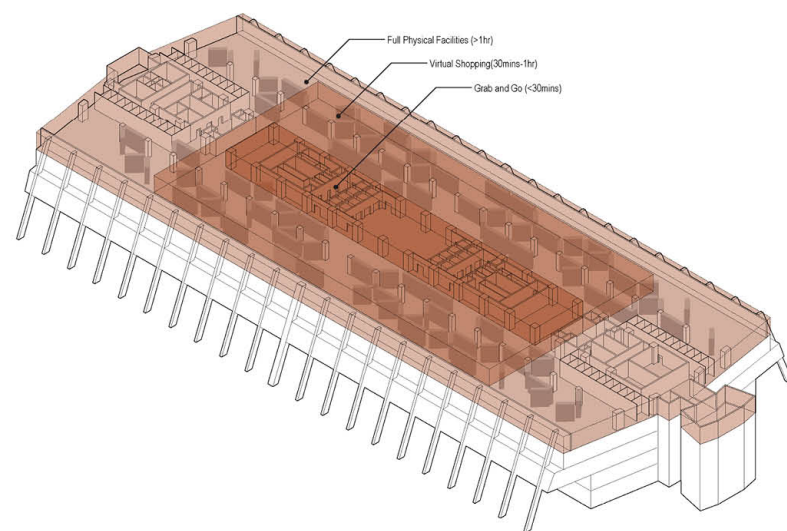 Full Physical Facilities (>1hr)
Virtual Shopping(30mins-1hr)
Grab and Go (<30mins)